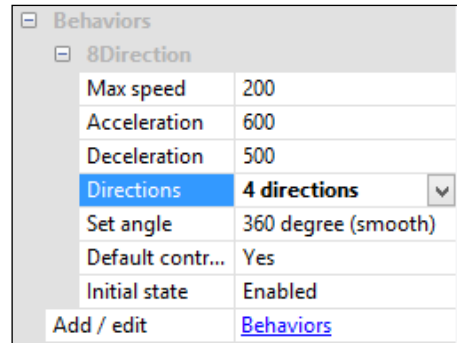 Behaviors
8Direction
Max speed 200
Acceleration 600
Deceleration 500
Directions 4 directions
Set angle 360 degree (smooth)
Default contr... Yes
Initial state Enabled
Add / edit Behaviors